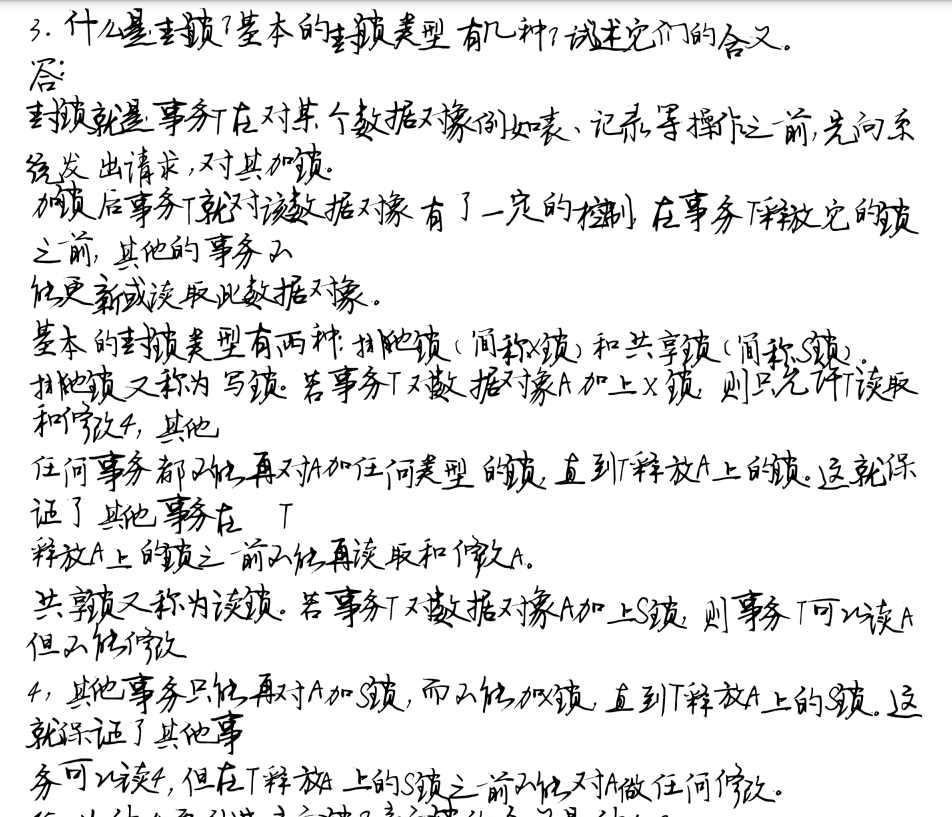 3. 什么是封锁?基本的封锁类型有几种?试述它们的含义。
答:
封锁就是事务T在对某个数据对象例如表、记录等操作之前,先向系
统发出请求,对其加锁.
加锁后事务T就对该数据对象有了一定的控制,在事务T释放它的锁
之前,其他的事务不
能更新或读取此数据对象。
基本的封锁类型有两种:排他锁(简称X锁)和共享锁(简称S锁)。
排他锁又称为写锁.若事务T对数据对象A加上X锁,则只允许T读取
和修改4,其他
任何事务都不能再对A加任何类型的锁,直到T释放A上的锁。这就保
证了其他事务在 T
释放A上的锁之前不能再读取和修改A。
共享锁又称为读锁。若事务T对数据对象A加上S锁,则事务T可以读A
但不能修改
4,其他事务只能再对A加S锁,而不能加X锁,直到T释放A上的S锁。这
就保证了其他事
务可以读4,但在T释放A上的S锁之前不能对A做任何修改。